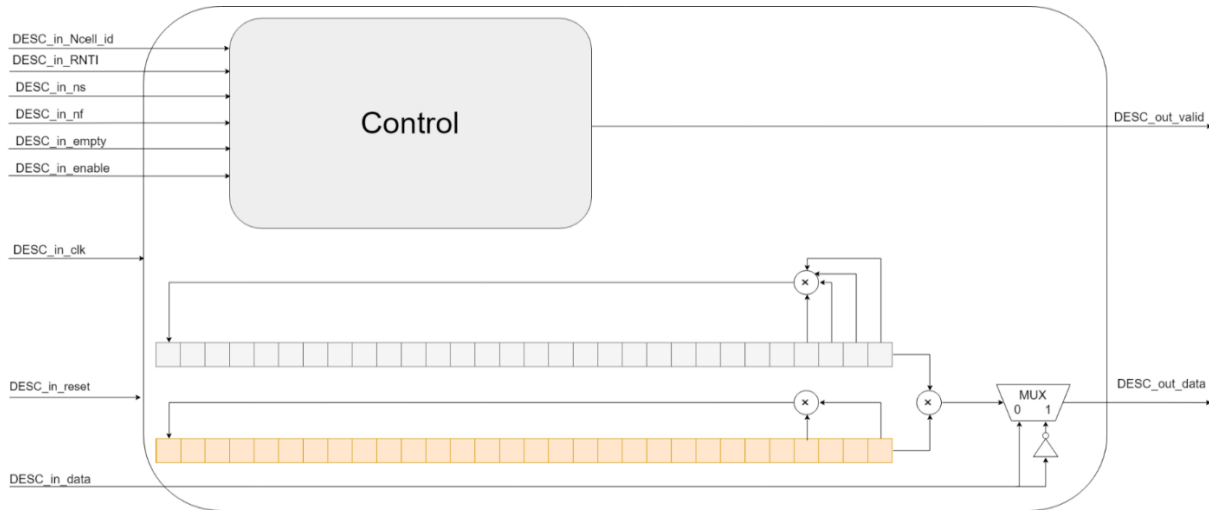 DESC_in_Ncell_id
DESC_in_RNTI
DESC_in_ns
DESC_in_nf
DESC_in_empty
DESC_in_enable
Control
DESC_out_valid
DESC_in_clk
×
DESC_in_reset
×
×
MUX
0 1
DESC_out_data
DESC_in_data